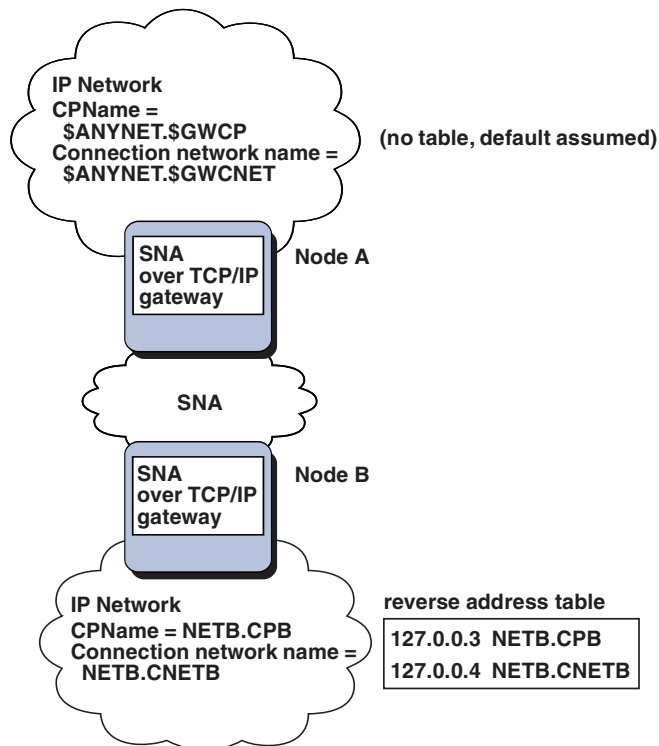 IP Network
CPName =
$ANYNET.$GWCP
Connection network name =
$ANYNET.$GWCNET
(no table, default assumed)
SNA
over TCP/IP
gateway
Node A
SNA
SNA
over TCP/IP
gateway
Node B
IP Network
CPName = NETB.CPB
Connection network name =
NETB.CNETB
reverse address table
127.0.0.3 NETB.CPB
127.0.0.4 NETB.CNETB